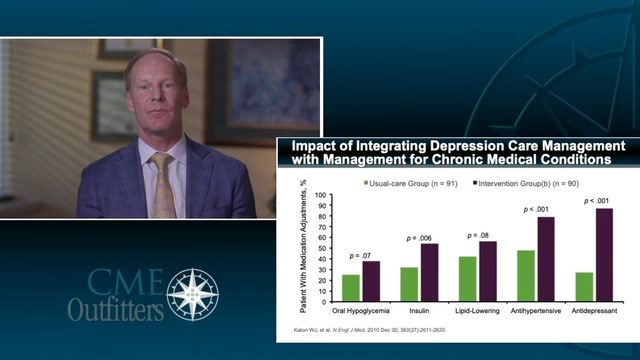 Impact of Integrating Depression Care Management
with Management for Chronic Medical Conditions
Usual-care Group (n = 91)
Intervention Group(b) (n = 90)
Patient With Medication Adjustments, %
100
90
80
70
60
50
40
30
20
10
0
p = .07
p = .006
p = .08
p < .001
p < .001
Oral Hypoglycemia
Insulin
Lipid-Lowering
Antihypertensive
Antidepressant
Katon WJ, et al. N Engl J Med. 2010 Dec 30; 363(27):2611-2620.
CME
Outfitters